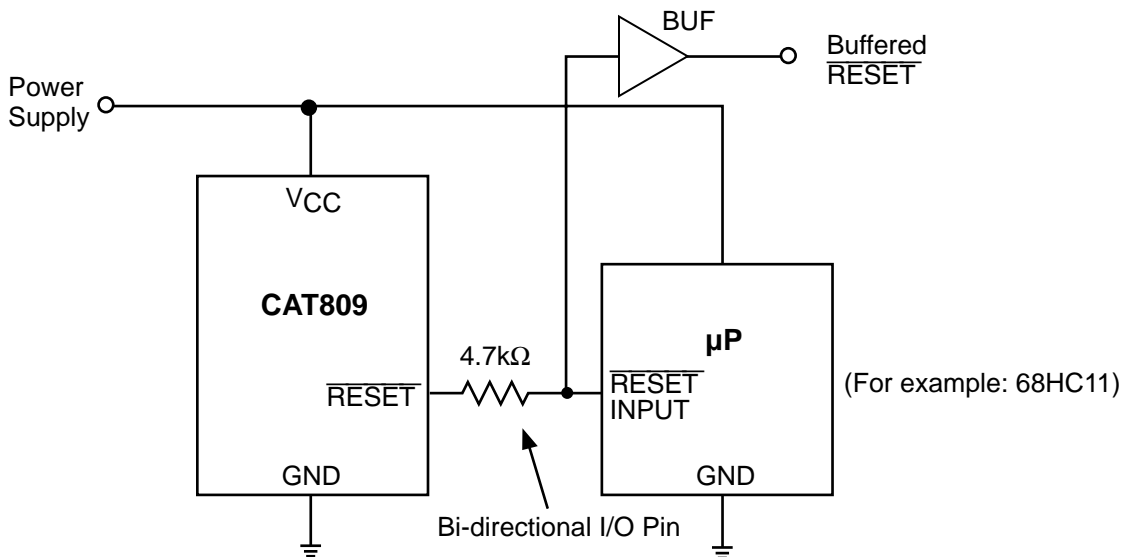 BUF
Buffered
RESET
Power
Supply
VCC
CAT809
µP
4.7kΩ
RESET
RESET
INPUT
(For example: 68HC11)
GND
GND
Bi-directional I/O Pin